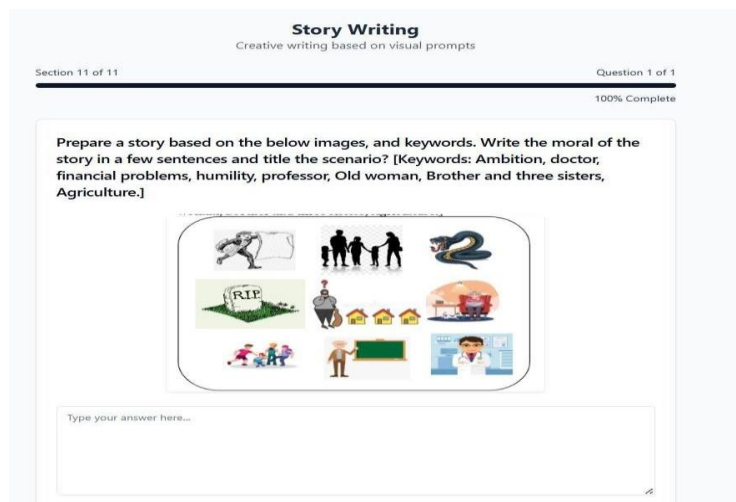 Story Writing
Creative writing based on visual prompts
Section 11 of 11
Question 1 of 1
100% Complete
Prepare a story based on the below images, and keywords. Write the moral of the
story in a few sentences and title the scenario? [Keywords: Ambition, doctor,
financial problems, humility, professor, Old woman, Brother and three sisters,
Agriculture.]
R.I.P
Type your answer here...